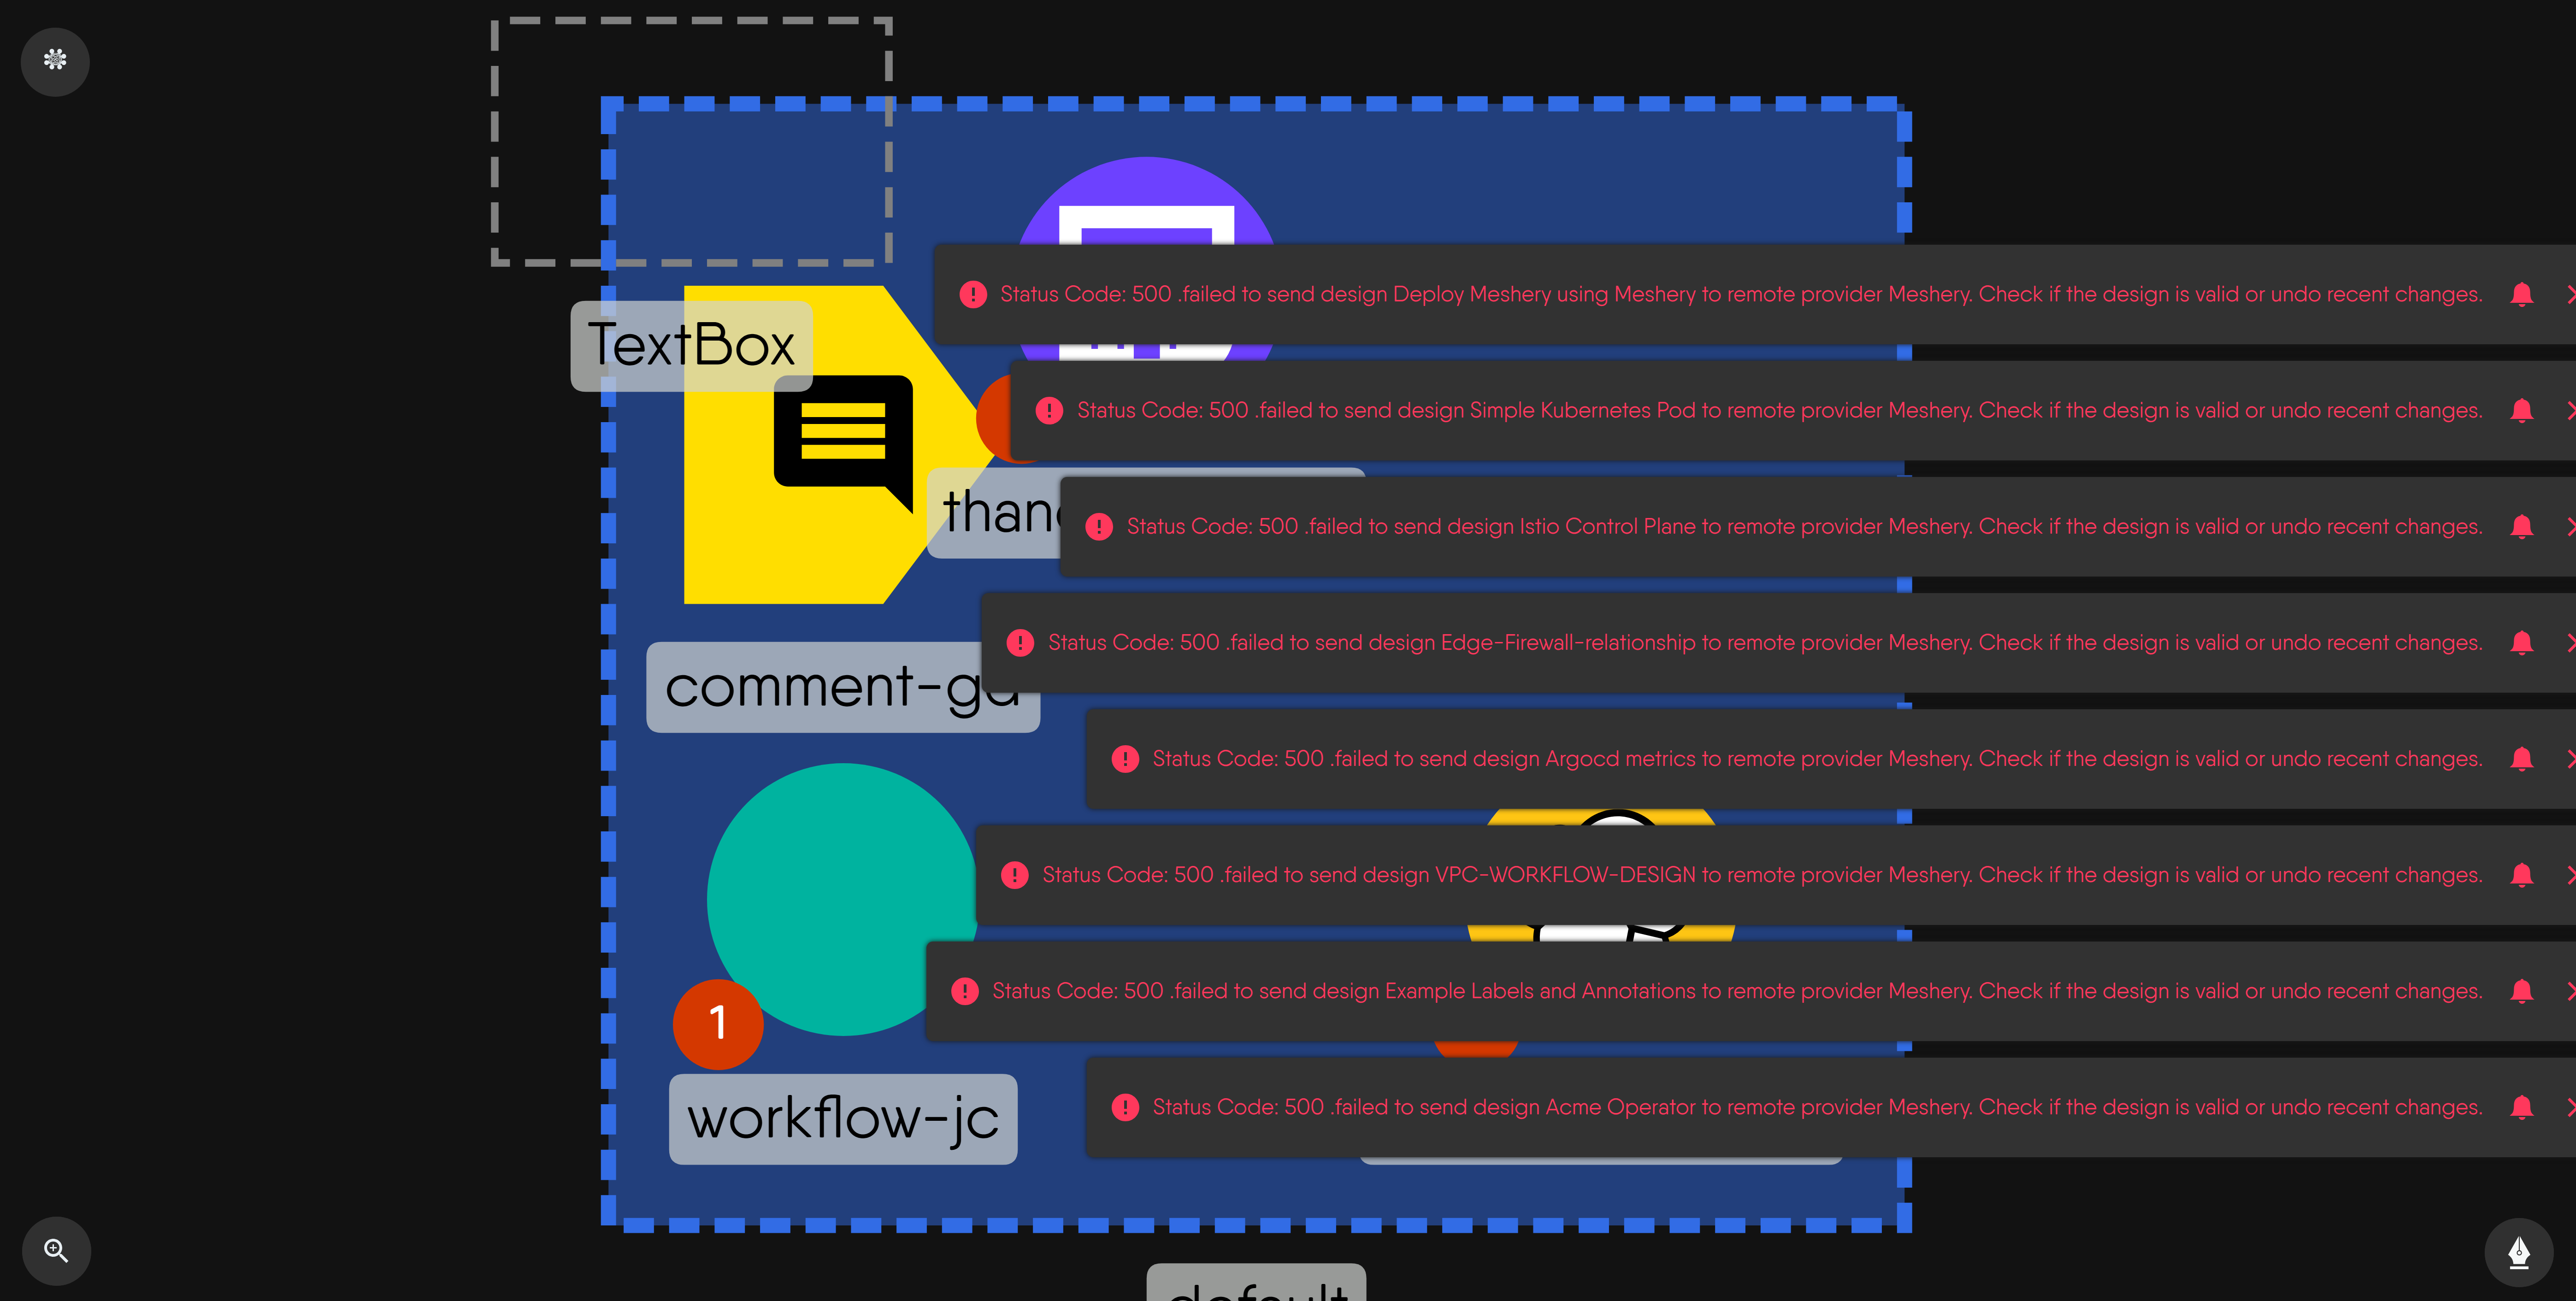 Status Code: 500 .failed to send design Deploy Meshery using Meshery to remote provider Meshery. Check if the design is valid or undo recent changes.
TextBox
Status Code: 500 .failed to send design Simple Kubernetes Pod to remote provider Meshery. Check if the design is valid or undo recent changes.
Status Code: 500 .failed to send design Istio Control Plane to remote provider Meshery. Check if the design is valid or undo recent changes.
Status Code: 500 .failed to send design Edge-Firewall-relationship to remote provider Meshery. Check if the design is valid or undo recent changes.
Status Code: 500 .failed to send design Argocd metrics to remote provider Meshery. Check if the design is valid or undo recent changes.
Status Code: 500 .failed to send design VPC-WORKFLOW-DESIGN to remote provider Meshery. Check if the design is valid or undo recent changes.
Status Code: 500 .failed to send design Example Labels and Annotations to remote provider Meshery. Check if the design is valid or undo recent changes.
1
workflow-jc
Status Code: 500 .failed to send design Acme Operator to remote provider Meshery. Check if the design is valid or undo recent changes.
default